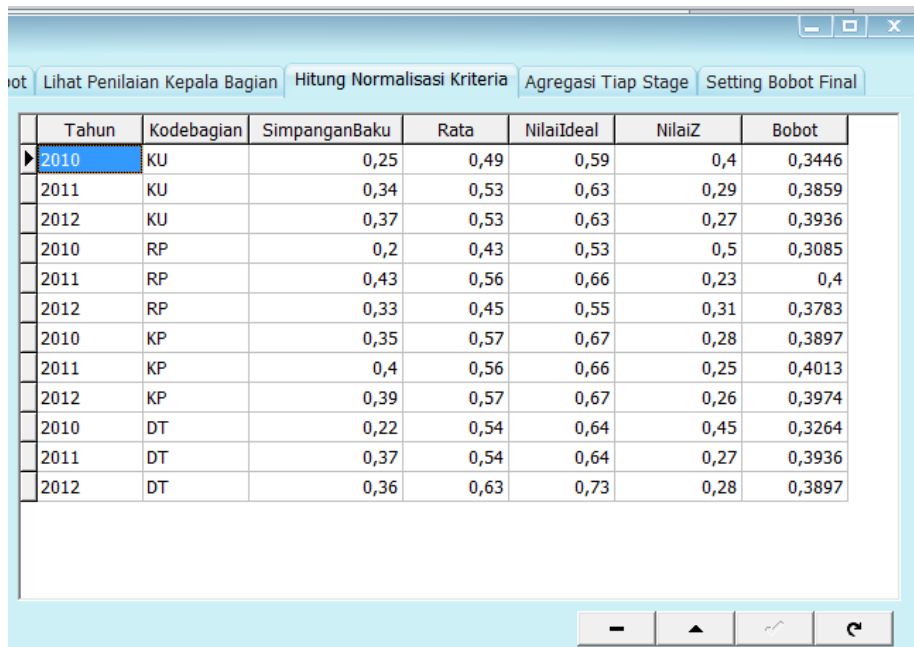 ot Lihat Penilaian Kepala Bagian Hitung Normalisasi Kriteria Agregasi Tiap Stage Setting Bobot Final
Tahun Kodebagian SimpanganBaku Rata NilaiIdeal NilaiZ Bobot
2010 KU 0,25 0,49 0,59 0,4 0,3446
2011 KU 0,34 0,53 0,63 0,29 0,3859
2012 KU 0,37 0,53 0,63 0,27 0,3936
2010 RP 0,2 0,43 0,53 0,5 0,3085
2011 RP 0,43 0,56 0,66 0,23 0,4
2012 RP 0,33 0,45 0,55 0,31 0,3783
2010 KP 0,35 0,57 0,67 0,28 0,3897
2011 KP 0,4 0,56 0,66 0,25 0,4013
2012 KP 0,39 0,57 0,67 0,26 0,3974
2010 DT 0,22 0,54 0,64 0,45 0,3264
2011 DT 0,37 0,54 0,64 0,27 0,3936
2012 DT 0,36 0,63 0,73 0,28 0,3897